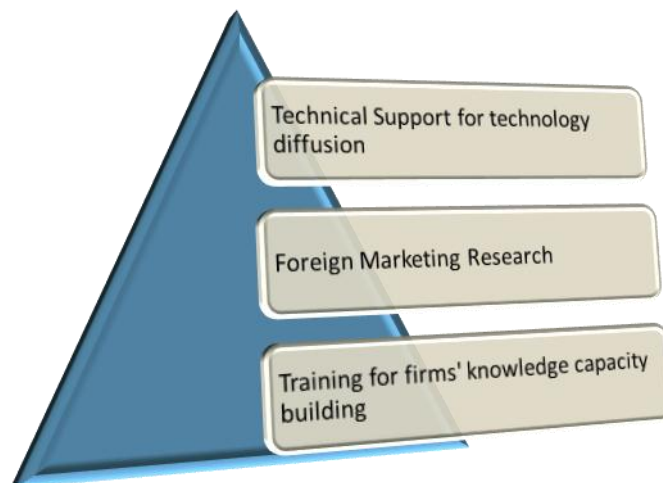 Technical Support for technology
diffusion
Foreign Marketing Research
Training for firms' knowledge capacity
building